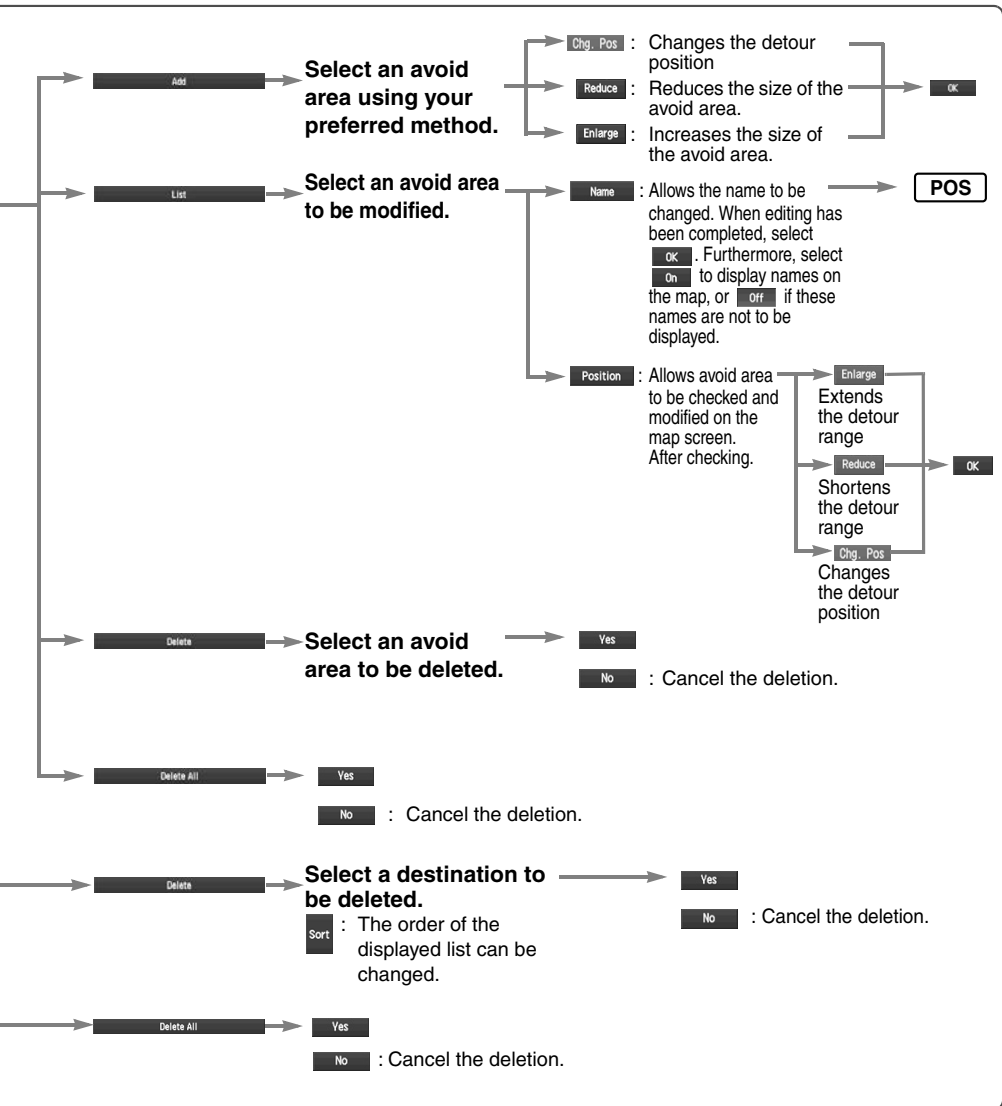 Add
Select an avoid
area using your
preferred method.
Chg. Pos : Changes the detour
position
Reduce : Reduces the size of the
avoid area.
Enlarge : Increases the size of
the avoid area.
OK
List
Select an avoid area
to be modified.
Name : Allows the name to be
changed. When editing has
been completed, select
OK . Furthermore, select
On to display names on
the map, or Off if these
names are not to be
displayed.
POS
Position : Allows avoid area
to be checked and
modified on the
map screen.
After checking.
Enlarge
Extends
the detour
range
Reduce
Shortens
the detour
range
Chg. Pos
Changes
the detour
position
OK
Delete
Select an avoid
area to be deleted.
Yes
No : Cancel the deletion.
Delete All
Yes
No : Cancel the deletion.
Delete
Select a destination to
be deleted.
Sort : The order of the
displayed list can be
changed.
Yes
No : Cancel the deletion.
Delete All
Yes
No : Cancel the deletion.